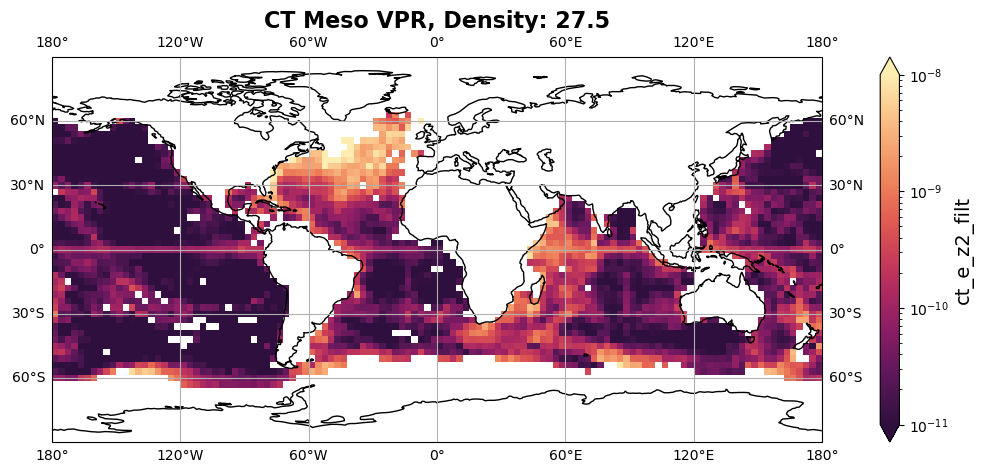 CT Meso VPR, Density: 27.5
180° 120°W 60°W 0° 60°E 120°E 180°
60°N 60°N
30°N 30°N
0° 0°
30°S 30°S
60°S 60°S
180° 120°W 60°W 0° 60°E 120°E 180°
10⁻⁸
10⁻⁹
10⁻¹⁰
10⁻¹¹
ct_e_z2_filt